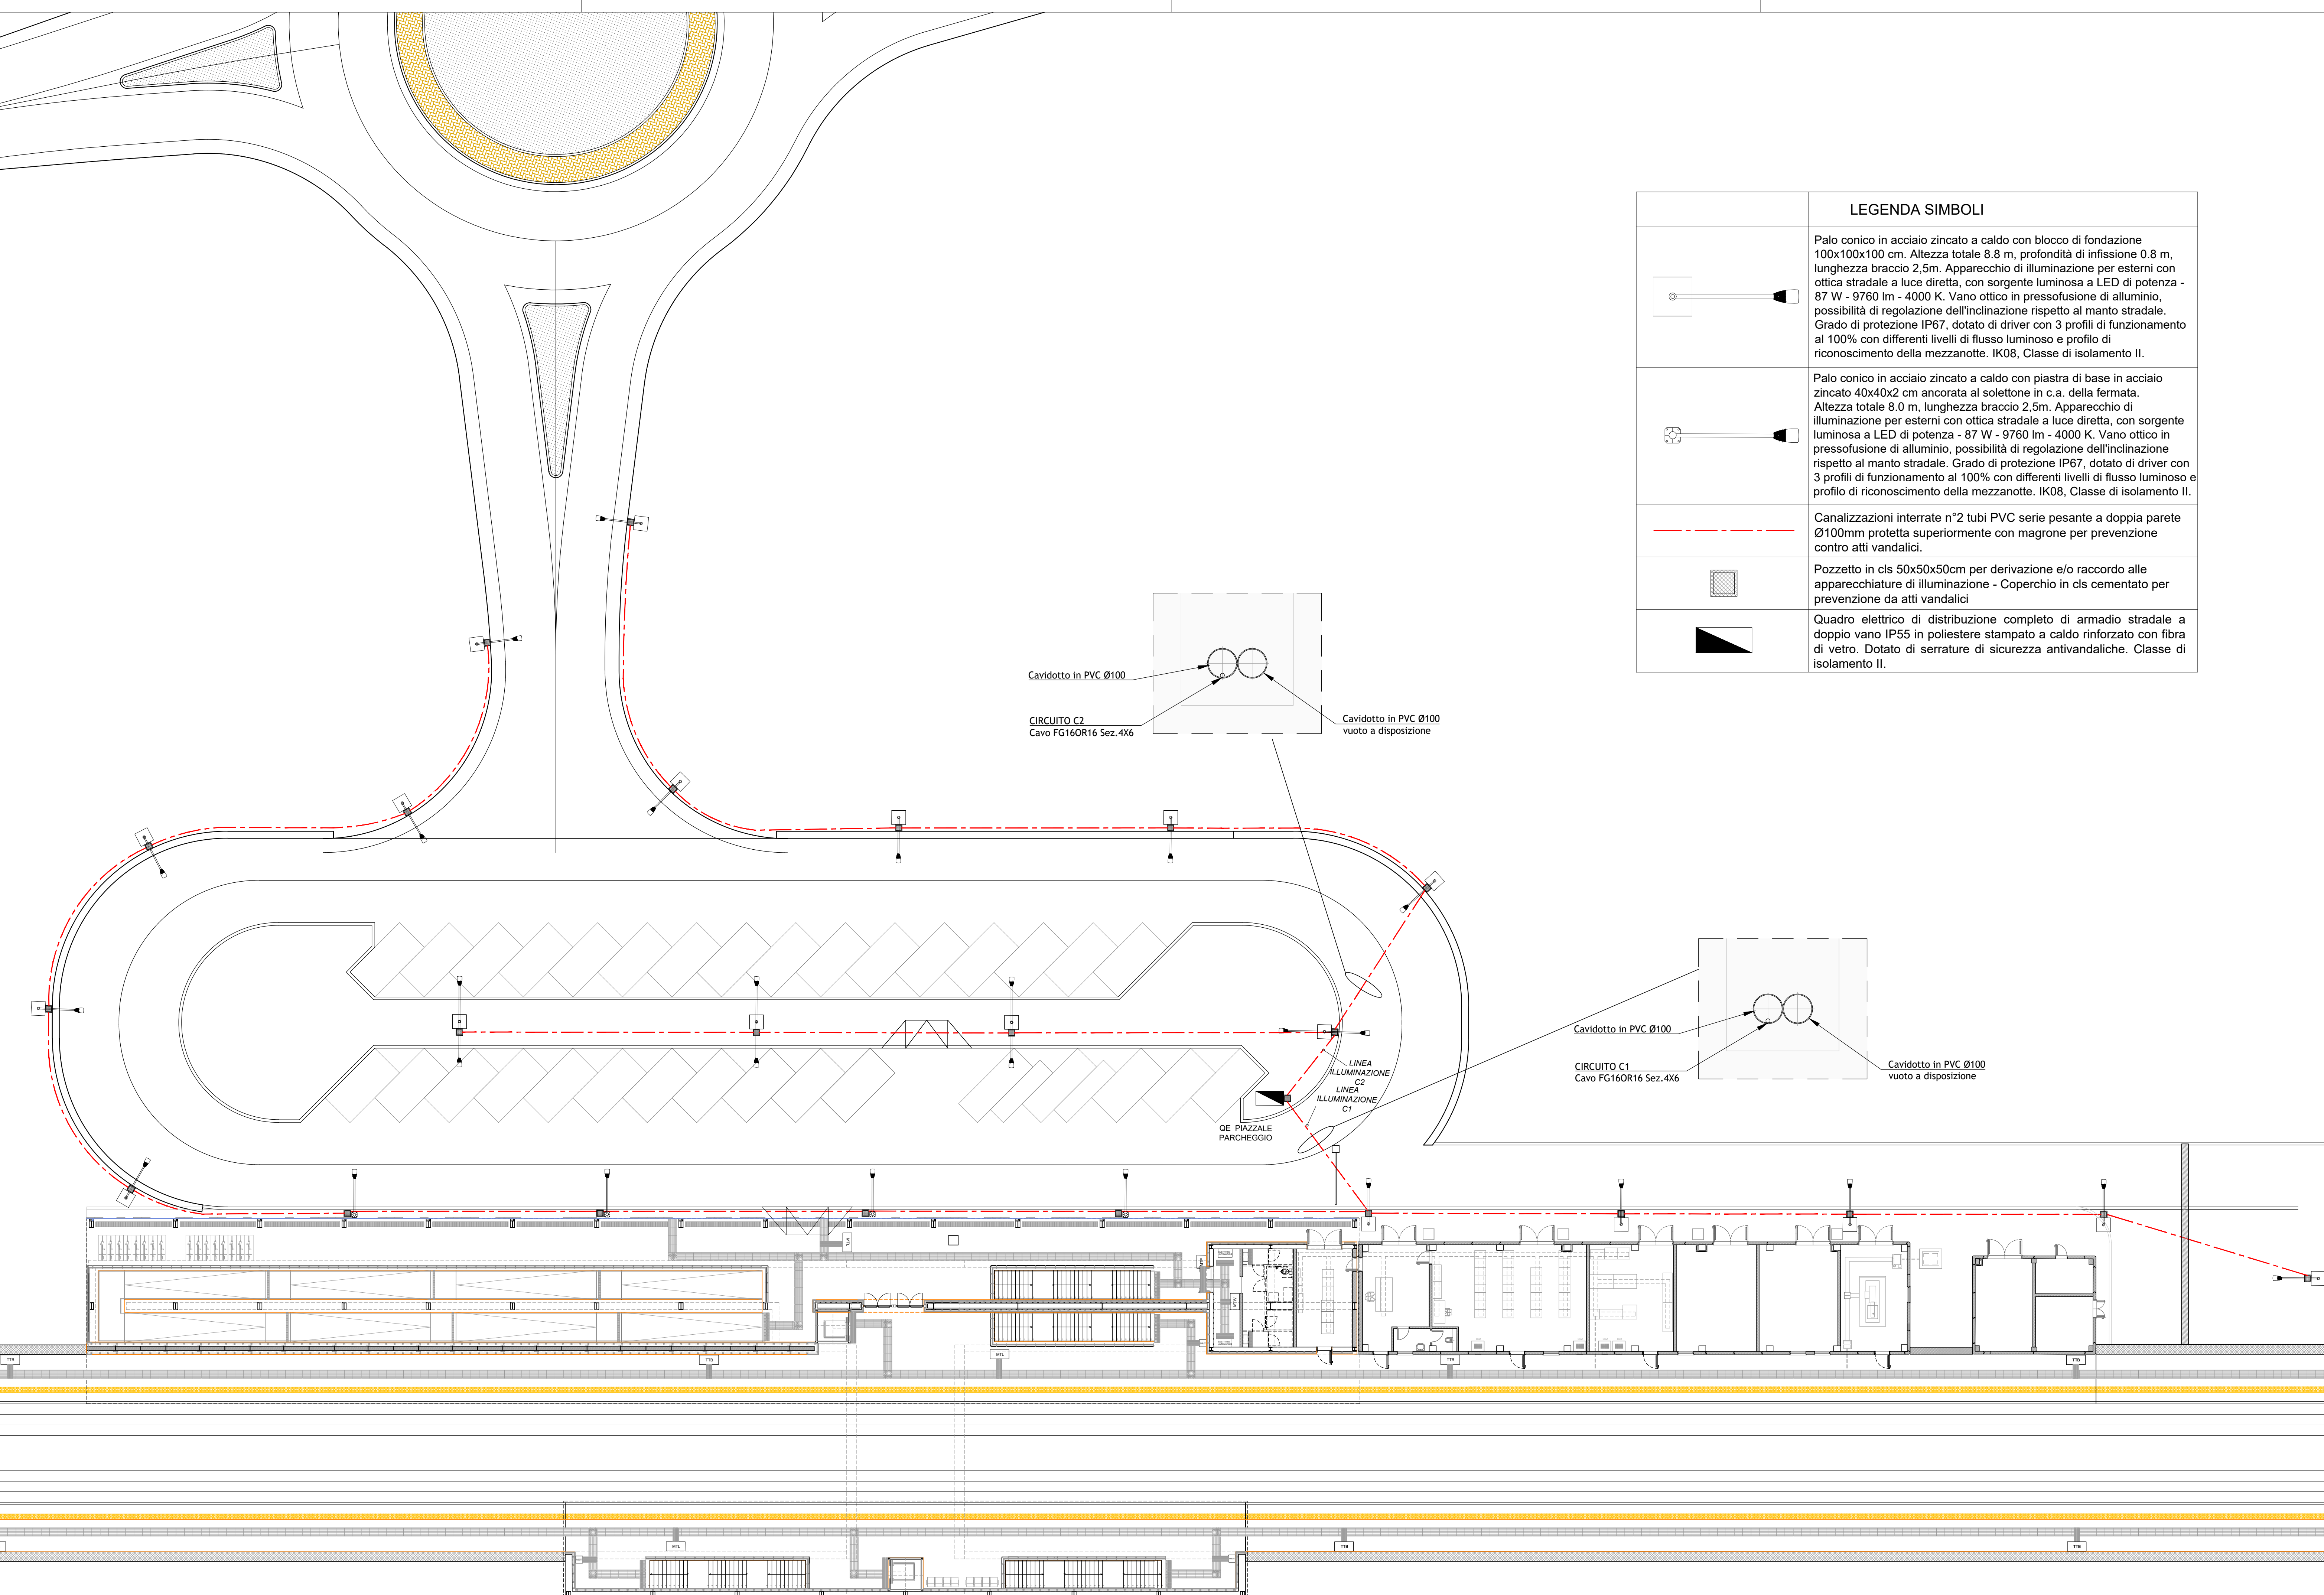 LEGENDA SIMBOLI
Palo conico in acciaio zincato a caldo con blocco di fondazione
100x100x100 cm. Altezza totale 8.8 m, profondità di infissione 0.8 m,
lunghezza braccio 2,5m. Apparecchio di illuminazione per esterni con
ottica stradale a luce diretta, con sorgente luminosa a LED di potenza -
87 W - 9760 lm - 4000 K. Vano ottico in pressofusione di alluminio,
possibilità di regolazione dell'inclinazione rispetto al manto stradale.
Grado di protezione IP67, dotato di driver con 3 profili di funzionamento
al 100% con differenti livelli di flusso luminoso e profilo di
riconoscimento della mezzanotte. IK08, Classe di isolamento II.
Palo conico in acciaio zincato a caldo con piastra di base in acciaio
zincato 40x40x2 cm ancorata al solettone in c.a. della fermata.
Altezza totale 8.0 m, lunghezza braccio 2,5m. Apparecchio di
illuminazione per esterni con ottica stradale a luce diretta, con sorgente
luminosa a LED di potenza - 87 W - 9760 lm - 4000 K. Vano ottico in
pressofusione di alluminio, possibilità di regolazione dell'inclinazione
rispetto al manto stradale. Grado di protezione IP67, dotato di driver con
3 profili di funzionamento al 100% con differenti livelli di flusso luminoso e
profilo di riconoscimento della mezzanotte. IK08, Classe di isolamento II.
Canalizzazioni interrate n°2 tubi PVC serie pesante a doppia parete
Ø100mm protetta superiormente con magrone per prevenzione
contro atti vandalici.
Pozzetto in cls 50x50x50cm per derivazione e/o raccordo alle
apparecchiature di illuminazione - Coperchio in cls cementato per
prevenzione da atti vandalici
Quadro elettrico di distribuzione completo di armadio stradale a
doppio vano IP55 in poliestere stampato a caldo rinforzato con fibra
di vetro. Dotato di serrature di sicurezza antivandaliche. Classe di
isolamento II.
Cavidotto in PVC Ø100
CIRCUITO C2
Cavo FG16OR16 Sez.4X6
Cavidotto in PVC Ø100
vuoto a disposizione
Cavidotto in PVC Ø100
CIRCUITO C1
Cavo FG16OR16 Sez.4X6
Cavidotto in PVC Ø100
vuoto a disposizione
LINEA
ILLUMINAZIONE
C2
LINEA
ILLUMINAZIONE
C1
QE PIAZZALE
PARCHEGGIO
MTL
TTB
TTB
MTL
TTB
TTB
MTL
TTB
TTB